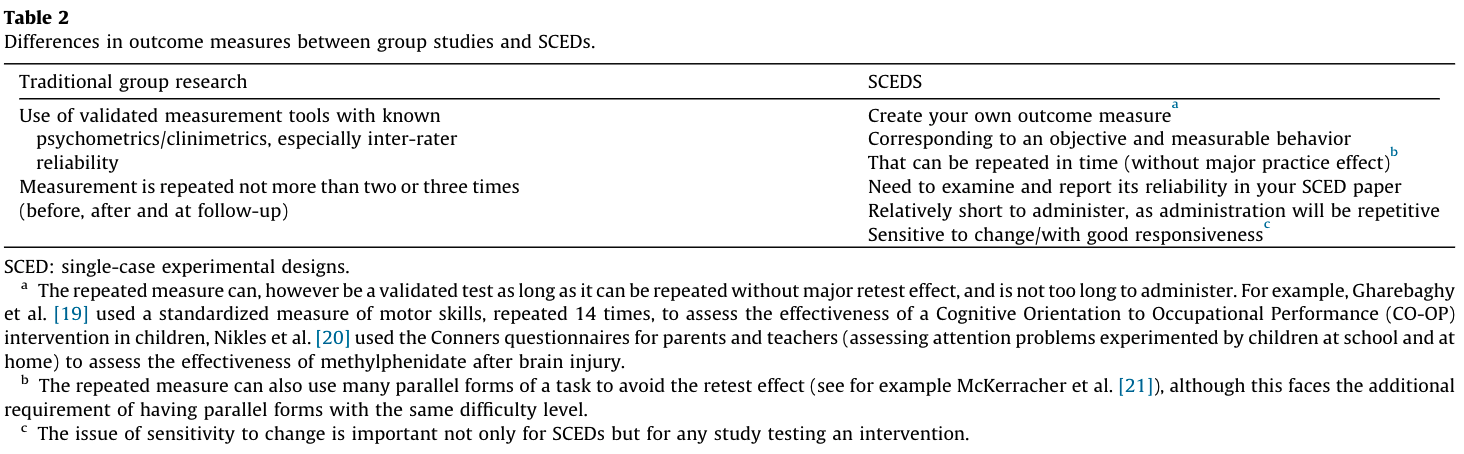 Table 2
Differences in outcome measures between group studies and SCEDs.
Traditional group research
SCEDS
Use of validated measurement tools with known
psychometrics/clinimetrics, especially inter-rater
reliability
Measurement is repeated not more than two or three times
(before, after and at follow-up)
Create your own outcome measure a
Corresponding to an objective and measurable behavior
That can be repeated in time (without major practice effect) b
Need to examine and report its reliability in your SCED paper
Relatively short to administer, as administration will be repetitive
Sensitive to change/with good responsiveness c
SCED: single-case experimental designs.
a The repeated measure can, however be a validated test as long as it can be repeated without major retest effect, and is not too long to administer. For example, Gharebaghy
et al. [19] used a standardized measure of motor skills, repeated 14 times, to assess the effectiveness of a Cognitive Orientation to Occupational Performance (CO-OP)
intervention in children, Nikles et al. [20] used the Conners questionnaires for parents and teachers (assessing attention problems experimented by children at school and at
home) to assess the effectiveness of methylphenidate after brain injury.
b The repeated measure can also use many parallel forms of a task to avoid the retest effect (see for example McKerracher et al. [21]), although this faces the additional
requirement of having parallel forms with the same difficulty level.
c The issue of sensitivity to change is important not only for SCEDs but for any study testing an intervention.